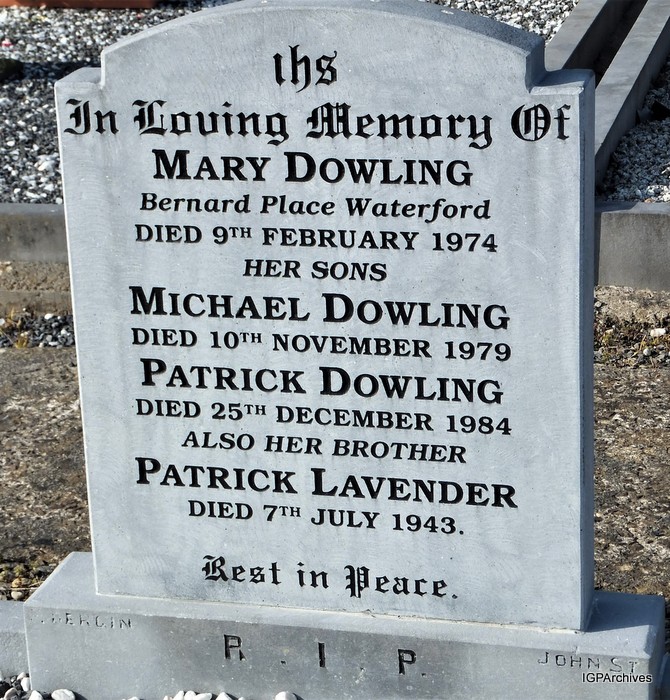 ihs
In Loving Memory Of
MARY DOWLING
Bernard Place Waterford
DIED 9TH FEBRUARY 1974
HER SONS
MICHAEL DOWLING
DIED 10TH NOVEMBER 1979
PATRICK DOWLING
DIED 25TH DECEMBER 1984
ALSO HER BROTHER
PATRICK LAVENDER
DIED 7TH JULY 1943.
Rest in Peace.
R. I. P.
JOHN ST
IGPArchives